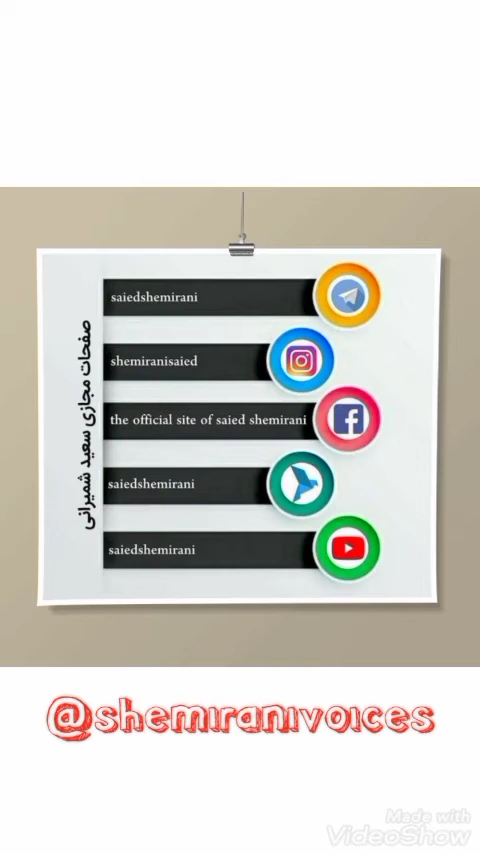 صفحات مجازی سعید شمیرانی
saiedshemirani
shemiranisaied
the official site of saied shemirani
saiedshemirani
saiedshemirani
@shemiranivoices
Made with
VideoShow